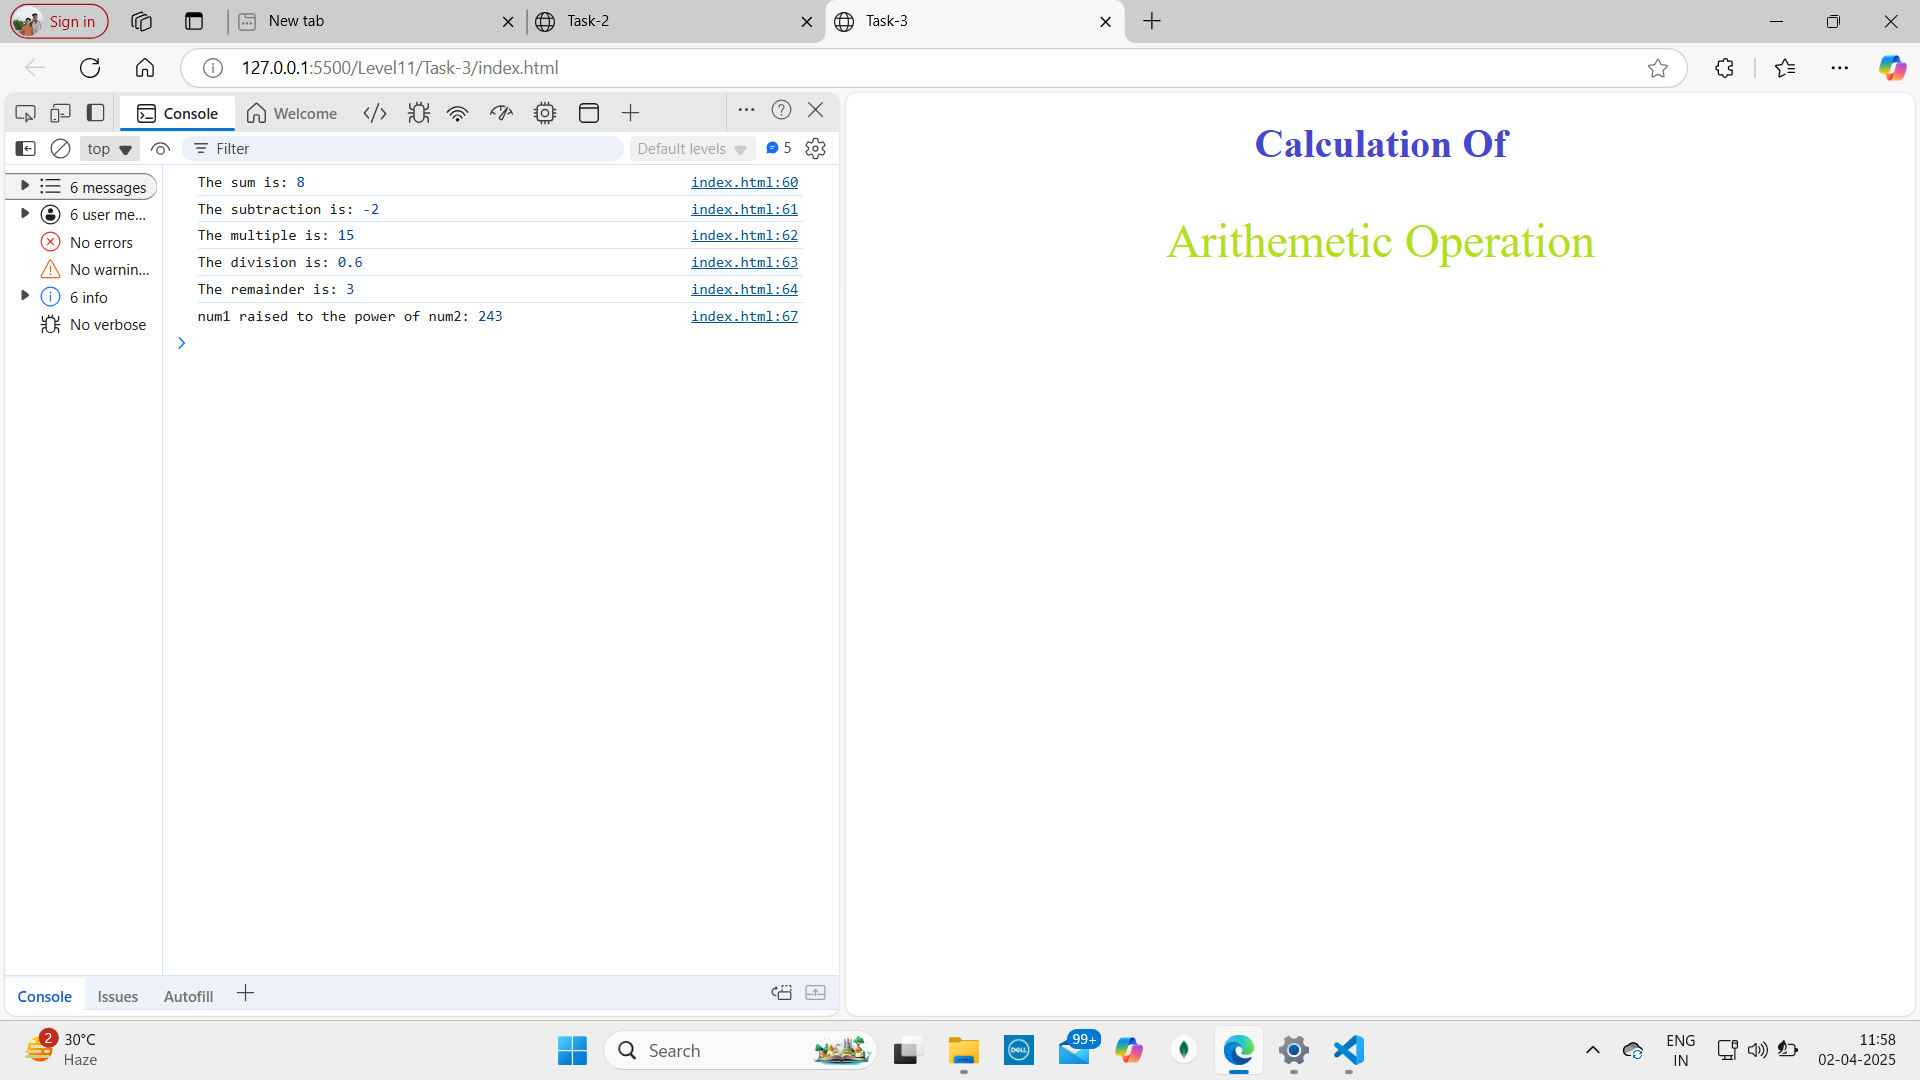 Sign in
New tab
Task-2
Task-3
127.0.0.1:5500/Level11/Task-3/index.html
Console
Welcome
top
Filter
Default levels
5
6 messages
6 user me...
No errors
No warnin...
6 info
No verbose
The sum is: 8 index.html:60
The subtraction is: -2 index.html:61
The multiple is: 15 index.html:62
The division is: 0.6 index.html:63
The remainder is: 3 index.html:64
num1 raised to the power of num2: 243 index.html:67
Calculation Of
Arithemetic Operation
Console
Issues
Autofill
2
30°C
Haze
Search
DELL
99+
ENG
IN
11:58
02-04-2025